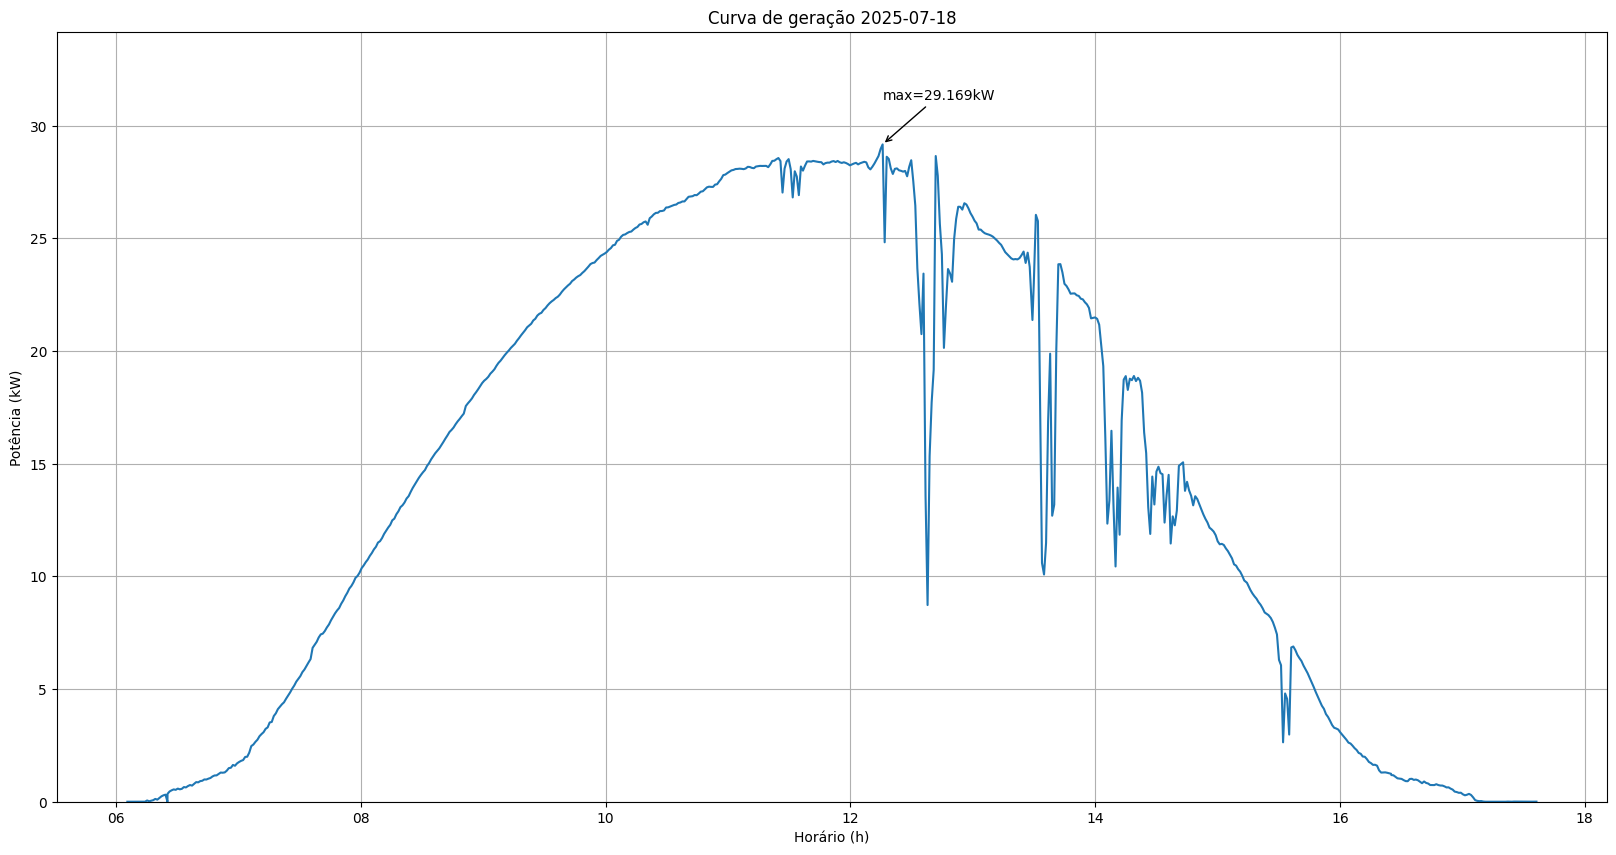 Curva de geração 2025-07-18
max=29.169kW
30
25
20
15
10
5
0
Potência (kW)
06 08 10 12 14 16 18
Horário (h)